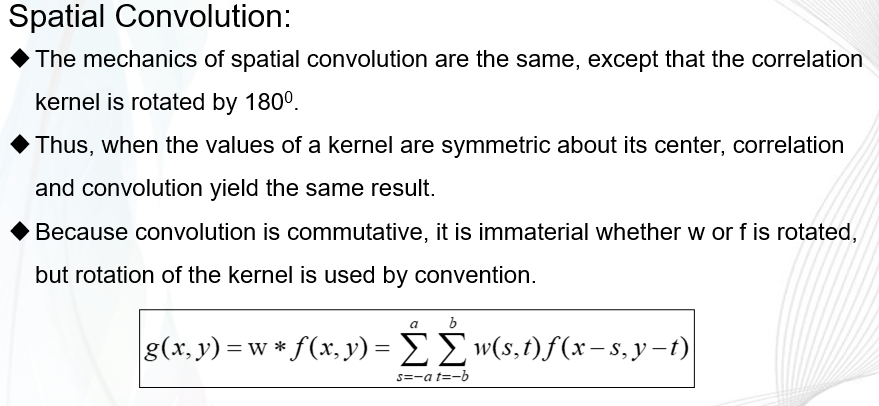 Spatial Convolution:
◆ The mechanics of spatial convolution are the same, except that the correlation
kernel is rotated by 180⁰.
◆ Thus, when the values of a kernel are symmetric about its center, correlation
and convolution yield the same result.
◆ Because convolution is commutative, it is immaterial whether w or f is rotated,
but rotation of the kernel is used by convention.
g(x, y) = w * f(x, y) = ∑_{s=-a}^{a} ∑_{t=-b}^{b} w(s,t) f(x - s, y - t)